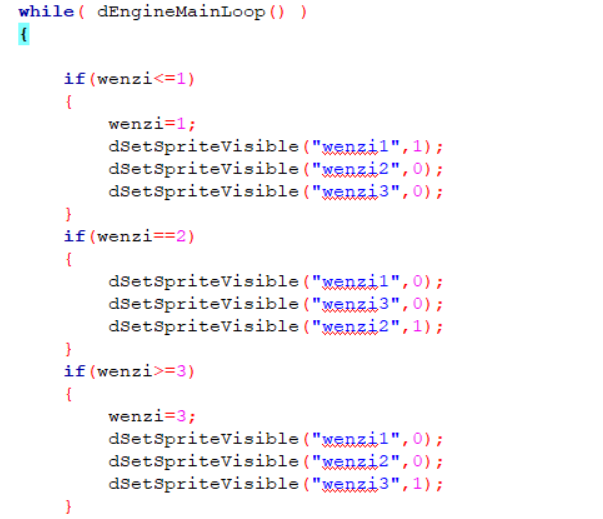 while( dEngineMainLoop() )
{
if(wenzi<=1)
{
wenzi=1;
dSetSpriteVisible("wenzi1",1);
dSetSpriteVisible("wenzi2",0);
dSetSpriteVisible("wenzi3",0);
}
if(wenzi==2)
{
dSetSpriteVisible("wenzi1",0);
dSetSpriteVisible("wenzi3",0);
dSetSpriteVisible("wenzi2",1);
}
if(wenzi>=3)
{
wenzi=3;
dSetSpriteVisible("wenzi1",0);
dSetSpriteVisible("wenzi2",0);
dSetSpriteVisible("wenzi3",1);
}